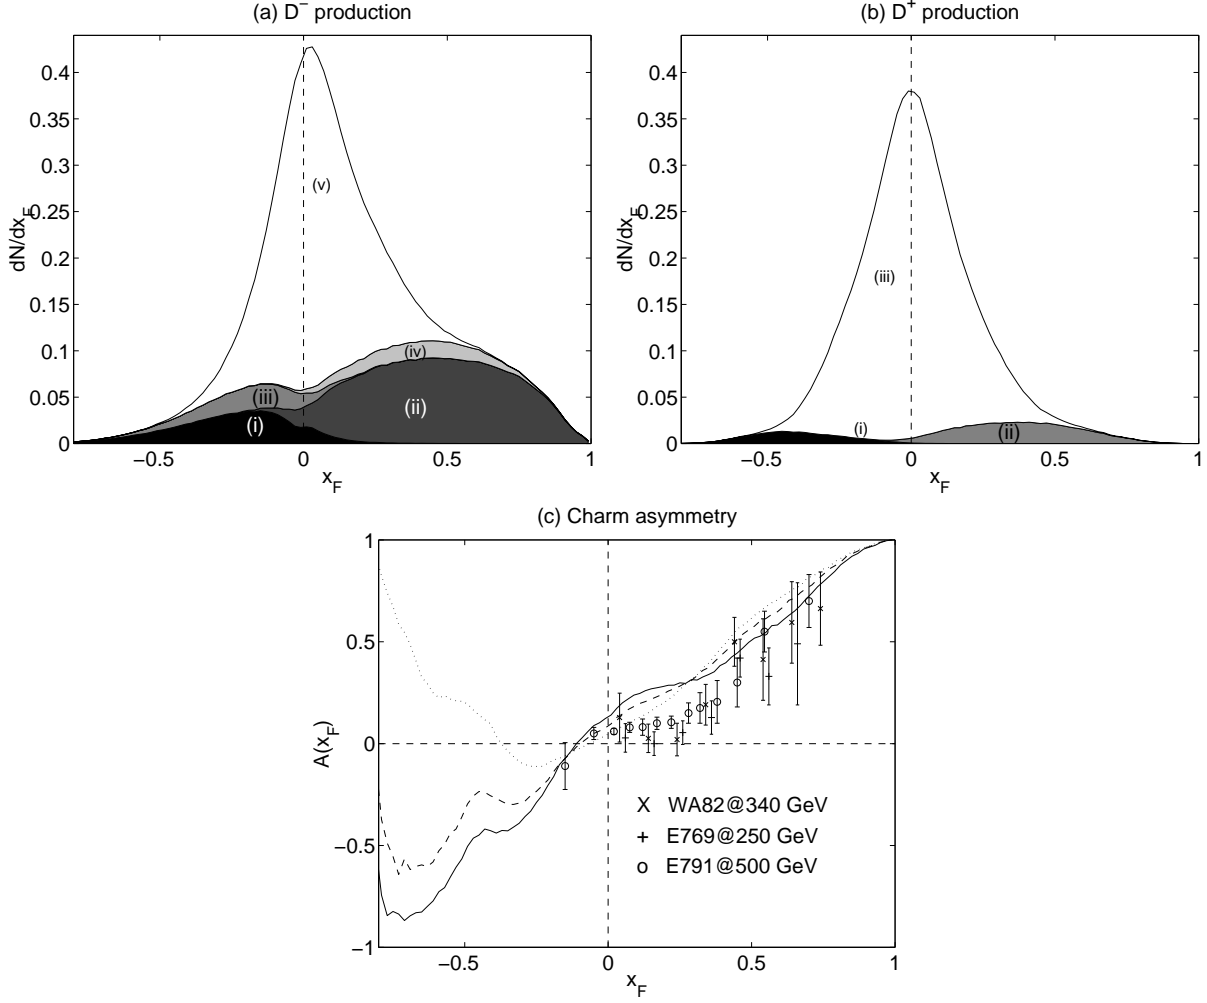 (a) D⁻ production
0.4
0.35
0.3
0.25
0.2
0.15
0.1
0.05
0
dN/dx_F
(v)
(iv)
(iii)
(ii)
(i)
−0.5
0
0.5
1
x_F
(b) D⁺ production
0.4
0.35
0.3
0.25
0.2
0.15
0.1
0.05
0
dN/dx_F
(iii)
(i)
(ii)
−0.5
0
0.5
1
x_F
(c) Charm asymmetry
1
0.5
0
−0.5
−1
A(x_F)
X WA82@340 GeV
+ E769@250 GeV
o E791@500 GeV
−0.5
0
0.5
1
x_F